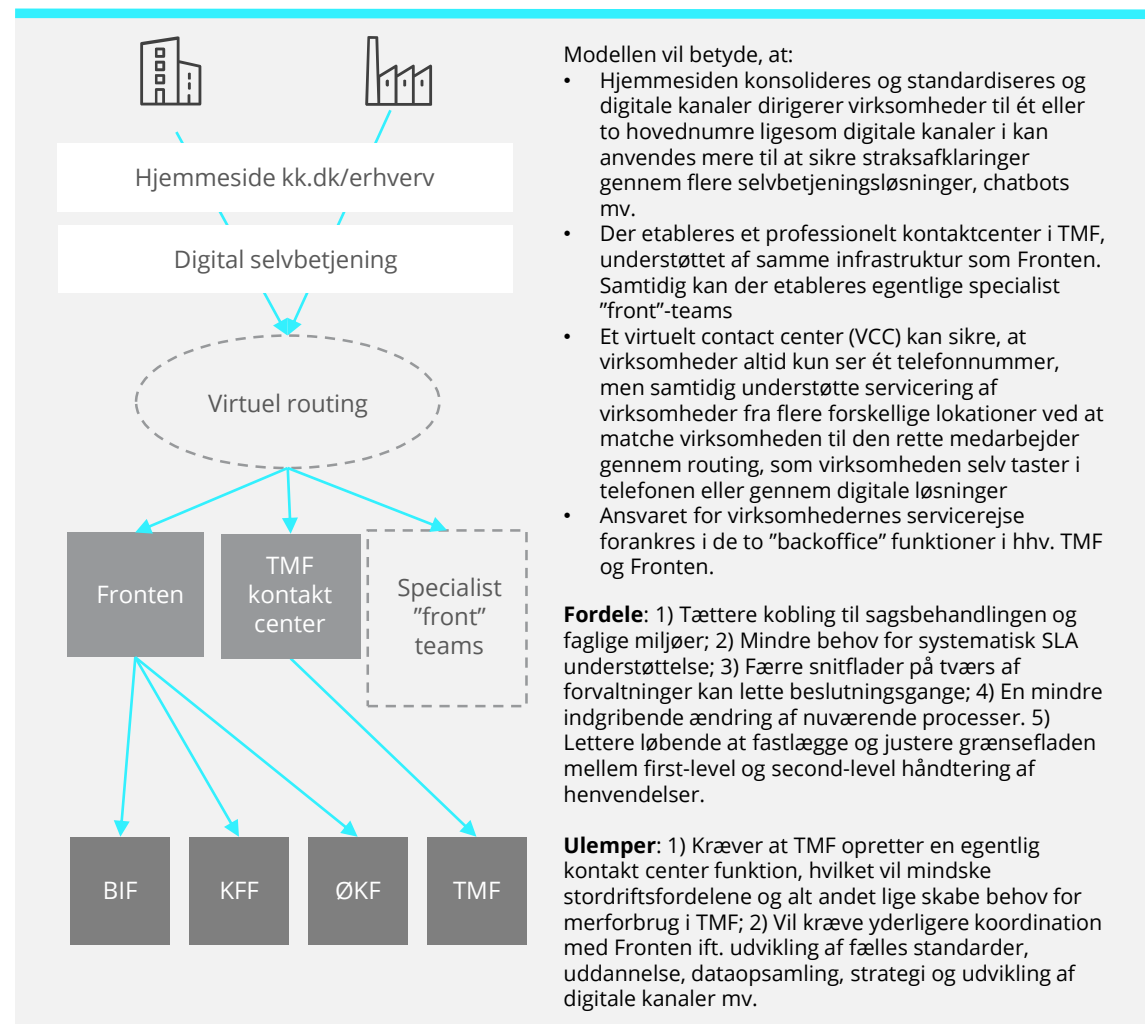 Hjemmeside kk.dk/erhverv
Digital selvbetjening
Virtuel routing
Fronten
TMF
kontakt
center
Specialist
”front”
teams
BIF
KFF
ØKF
TMF
Modellen vil betyde, at:
• Hjemmesiden konsolideres og standardiseres og
digitale kanaler dirigerer virksomheder til ét eller
to hovednumre ligesom digitale kanaler i kan
anvendes mere til at sikre straksafklaringer
gennem flere selvbetjeningsløsninger, chatbots
mv.
• Der etableres et professionelt kontaktcenter i TMF,
understøttet af samme infrastruktur som Fronten.
Samtidig kan der etableres egentlige specialist
”front”-teams
• Et virtuelt contact center (VCC) kan sikre, at
virksomheder altid kun ser ét telefonnummer,
men samtidig understøtte servicering af
virksomheder fra flere forskellige lokationer ved at
matche virksomheden til den rette medarbejder
gennem routing, som virksomheden selv taster i
telefonen eller gennem digitale løsninger
• Ansvaret for virksomhedernes servicerejse
forankres i de to ”backoffice” funktioner i hhv. TMF
og Fronten.
Fordele: 1) Tættere kobling til sagsbehandlingen og
faglige miljøer; 2) Mindre behov for systematisk SLA
understøttelse; 3) Færre snitflader på tværs af
forvaltninger kan lette beslutningsgange; 4) En mindre
indgribende ændring af nuværende processer. 5)
Lettere løbende at fastlægge og justere grænsefladen
mellem first-level og second-level håndtering af
henvendelser.
Ulemper: 1) Kræver at TMF opretter en egentlig
kontakt center funktion, hvilket vil mindske
stordriftsfordelene og alt andet lige skabe behov for
merforbrug i TMF; 2) Vil kræve yderligere koordination
med Fronten ift. udvikling af fælles standarder,
uddannelse, dataopsamling, strategi og udvikling af
digitale kanaler mv.